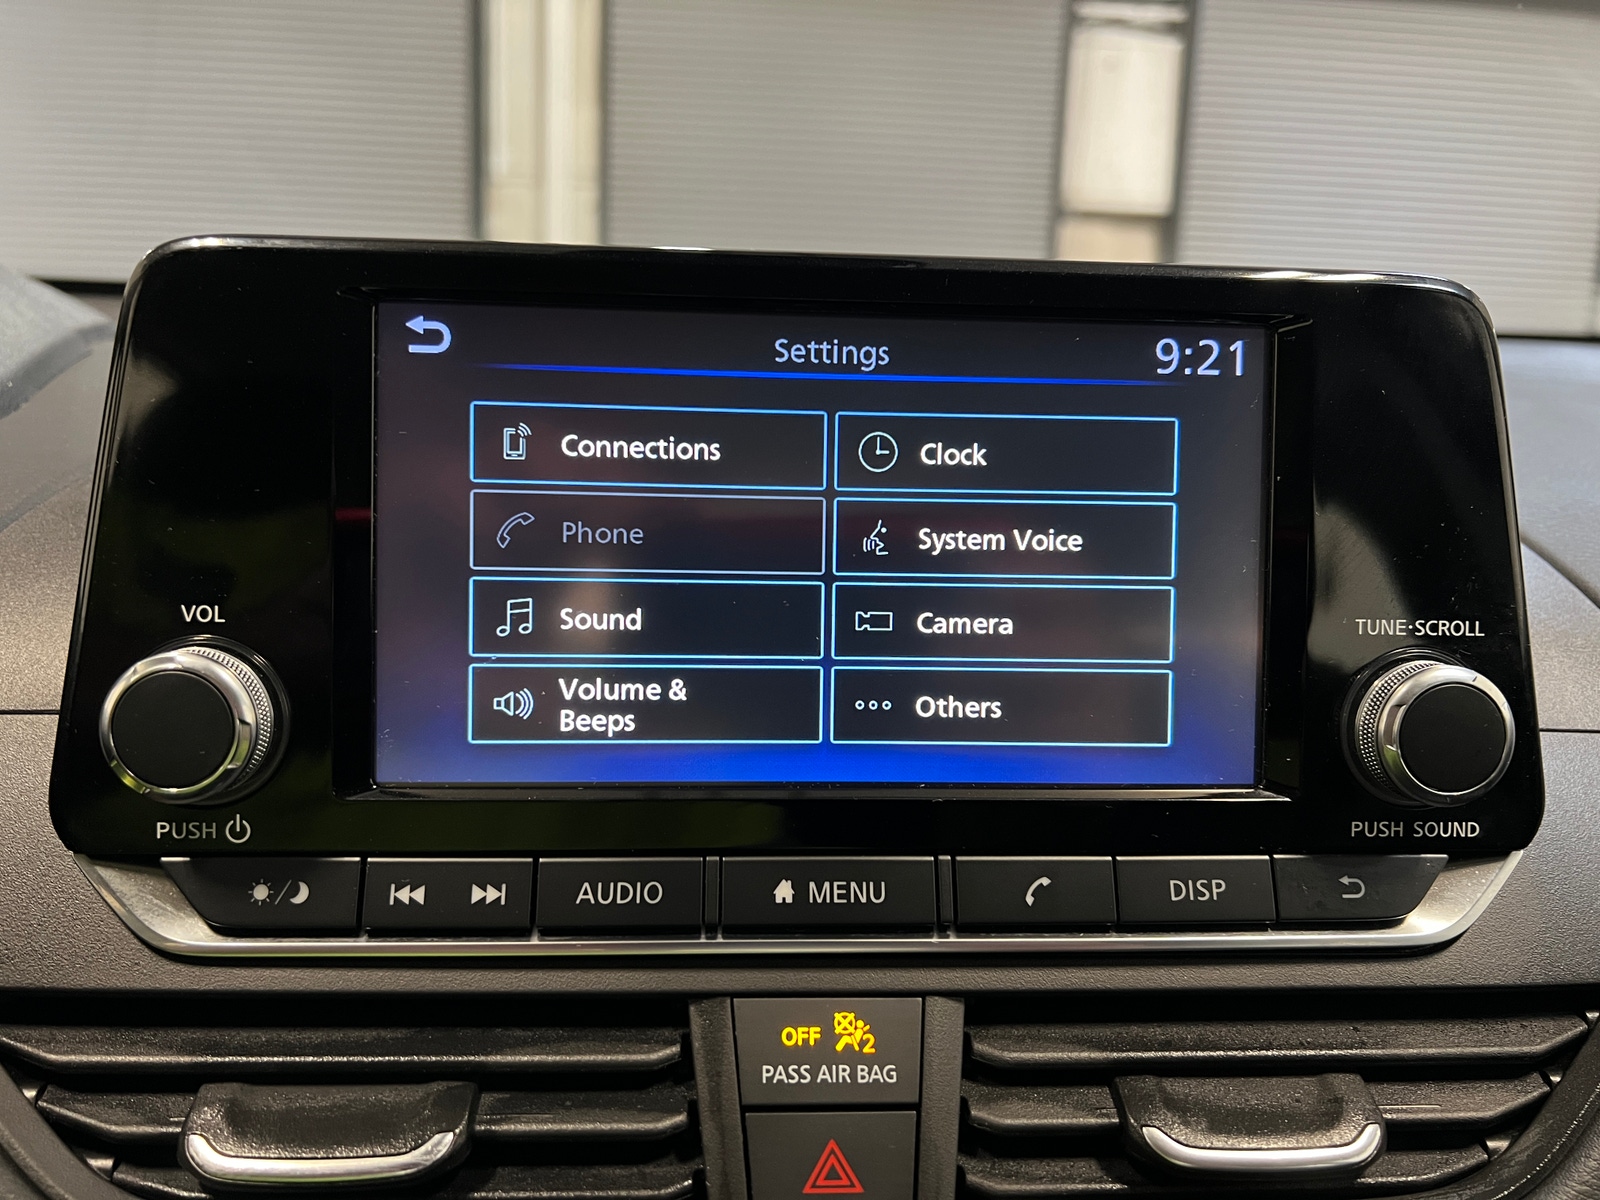 Settings
9:21
Connections
Clock
Phone
System Voice
Sound
Camera
Volume &
Beeps
Others
VOL
TUNE·SCROLL
PUSH
PUSH SOUND
AUDIO
MENU
DISP
OFF
2
PASS AIR BAG